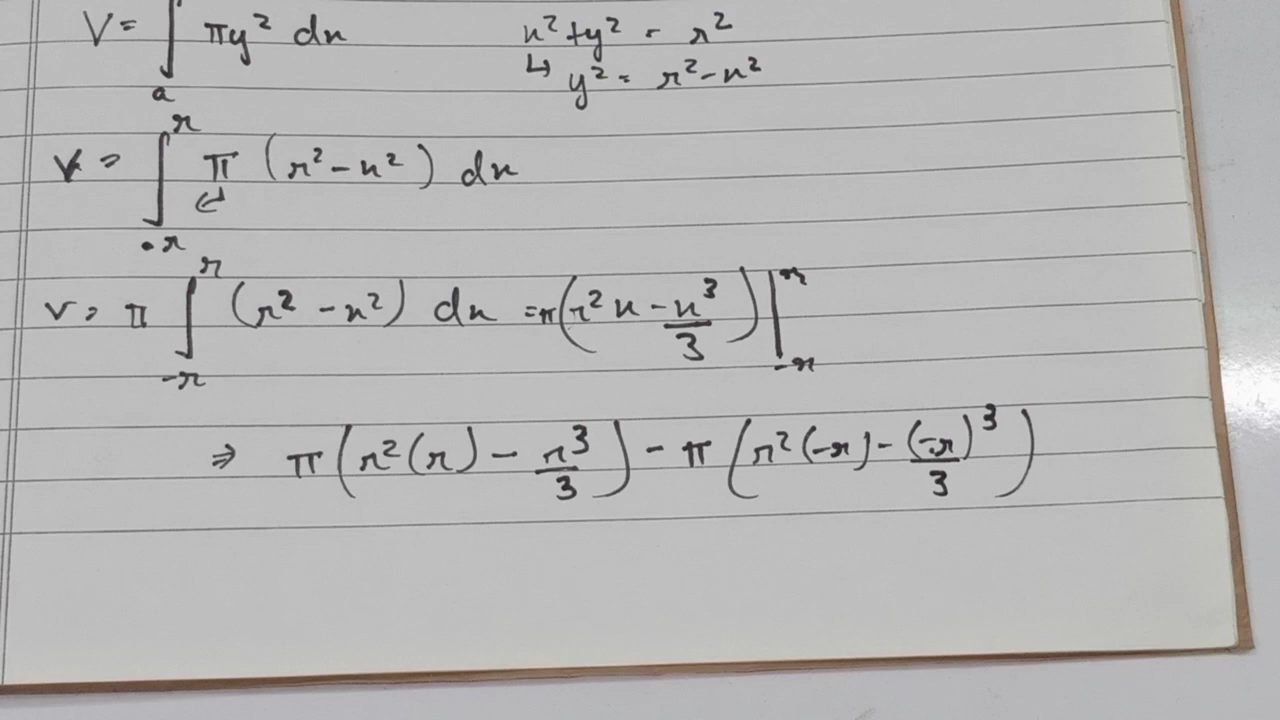 V = ∫ₐ πy² dx    x² + y² = r²
↳ y² = r² - x²
V = ∫₋ᵣʳ π (r² - x²) dx
V = π ∫₋ᵣʳ (r² - x²) dx = π(r²x - x³/3)|₋ᵣʳ
⇒ π(r²(r) - r³/3) - π(r²(-r) - (-r)³/3)